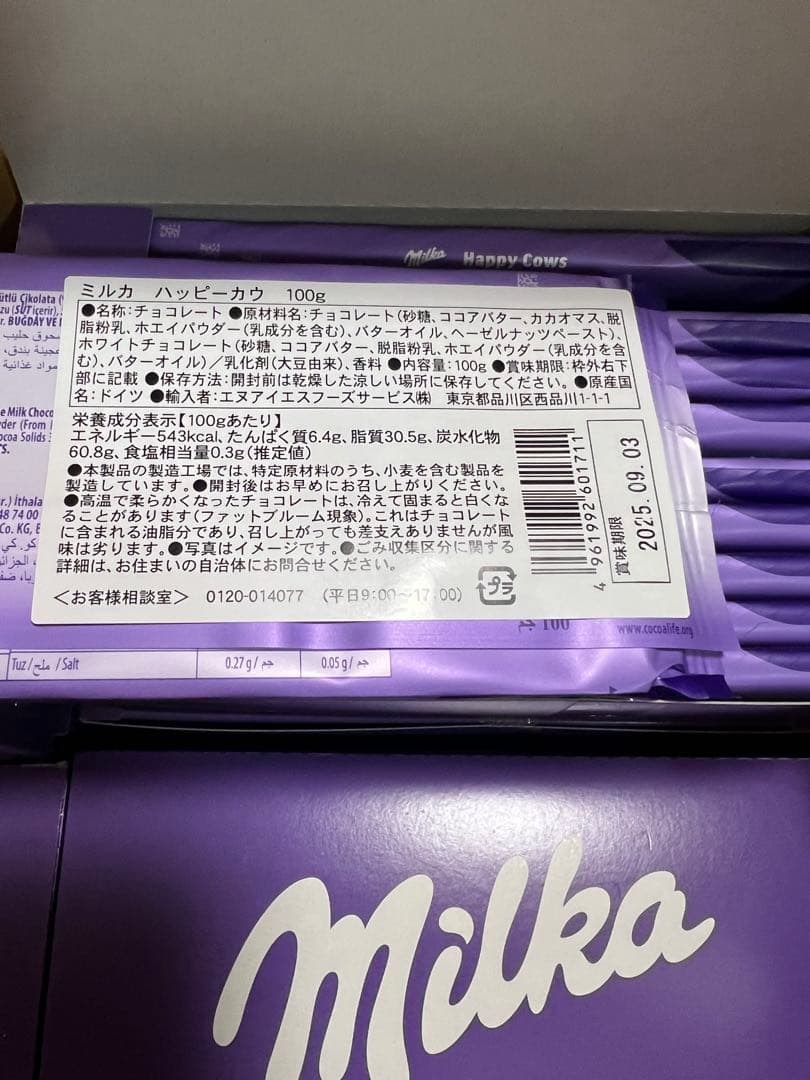 Milka Happy Cows
ütlü Çikolata (
zu (SÜT içerir),
r. BUĞDAY VE
e Milk Choco
der (From
ocoa Solids
r.) İthala
48 74 00
Co. KG,
ミルカ ハッピーカウ 100g
●名称:チョコレート ●原材料名:チョコレート(砂糖、ココアバター、カカオマス、脱
脂粉乳、ホエイパウダー(乳成分を含む)、バターオイル、ヘーゼルナッツペースト)、
ホワイトチョコレート(砂糖、ココアバター、脱脂粉乳、ホエイパウダー(乳成分を含
む)、バターオイル)/乳化剤(大豆由来)、香料 ●内容量:100g ●賞味期限:枠外右下
部に記載 ●保存方法:開封前は乾燥した涼しい場所に保存してください。●原産国
名:ドイツ ●輸入者:エヌアイエスフーズサービス㈱ 東京都品川区西品川1-1-1
栄養成分表示【100gあたり】
エネルギー543kcal、たんぱく質6.4g、脂質30.5g、炭水化物
60.8g、食塩相当量0.3g(推定値)
●本製品の製造工場では、特定原材料のうち、小麦を含む製品を
製造しています。●開封後はお早めにお召し上がりください。
●高温で柔らかくなったチョコレートは、冷えて固まると白くな
ることがあります(ファットブルーム現象)。これはチョコレート
に含まれる油脂分であり、召し上がっても差支えありませんが風
味は劣ります。●写真はイメージです。●ごみ収集区分に関する
詳細は、お住まいの自治体にお問合せください。
<お客様相談室> 0120-014077 (平日9:00~17:00)
プラ
4 961992 601711
賞味期限 2025.09.03
100
www.cocoalife.org
Tuz/ملح/Salt 0.27 g/جم 0.05 g/جم
Milka